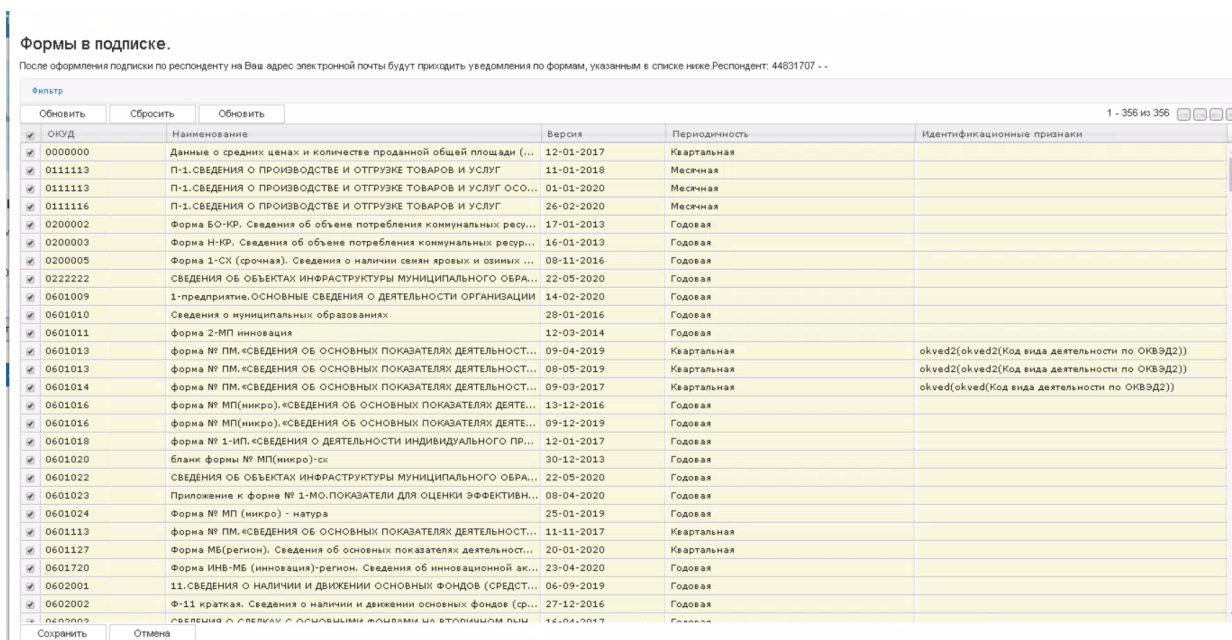 Формы в подписке.
После оформления подписки по респонденту на Ваш адрес электронной почты будут приходить уведомления по формам, указанным в списке ниже.Респондент: 44831707 - -
Фильтр
Обновить Сбросить Обновить 1 - 356 из 356
ОКУД Наименование Версия Периодичность Идентификационные признаки
0000000 Данные о средних ценах и количестве проданной общей площади (... 12-01-2017 Квартальная
0111113 П-1.СВЕДЕНИЯ О ПРОИЗВОДСТВЕ И ОТГРУЗКЕ ТОВАРОВ И УСЛУГ 11-01-2018 Месячная
0111113 П-1.СВЕДЕНИЯ О ПРОИЗВОДСТВЕ И ОТГРУЗКЕ ТОВАРОВ И УСЛУГ ОСО... 01-01-2020 Месячная
0111116 П-1.СВЕДЕНИЯ О ПРОИЗВОДСТВЕ И ОТГРУЗКЕ ТОВАРОВ И УСЛУГ 26-02-2020 Месячная
0200002 Форма БО-КР. Сведения об объеме потребления коммунальных ресу... 17-01-2013 Годовая
0200003 Форма Н-КР. Сведения об объеме потребления коммунальных ресур... 16-01-2013 Годовая
0200005 Форма 1-СХ (срочная). Сведения о наличии семян яровых и озимых ... 08-11-2016 Годовая
0222222 СВЕДЕНИЯ ОБ ОБЪЕКТАХ ИНФРАСТРУКТУРЫ МУНИЦИПАЛЬНОГО ОБРА... 22-05-2020 Годовая
0601009 1-предприятие.ОСНОВНЫЕ СВЕДЕНИЯ О ДЕЯТЕЛЬНОСТИ ОРГАНИЗАЦИИ 14-02-2020 Годовая
0601010 Сведения о муниципальных образованиях 28-01-2016 Годовая
0601011 форма 2-МП инновация 12-03-2014 Годовая
0601013 форма № ПМ.«СВЕДЕНИЯ ОБ ОСНОВНЫХ ПОКАЗАТЕЛЯХ ДЕЯТЕЛЬНОСТ... 09-04-2019 Квартальная okved2(okved2(Код вида деятельности по ОКВЭД2))
0601013 форма № ПМ.«СВЕДЕНИЯ ОБ ОСНОВНЫХ ПОКАЗАТЕЛЯХ ДЕЯТЕЛЬНОСТ... 08-05-2019 Квартальная okved2(okved2(Код вида деятельности по ОКВЭД2))
0601014 форма № ПМ.«СВЕДЕНИЯ ОБ ОСНОВНЫХ ПОКАЗАТЕЛЯХ ДЕЯТЕЛЬНОСТ... 09-03-2017 Квартальная okved(okved(Код вида деятельности по ОКВЭД2))
0601016 форма № МП(микро).«СВЕДЕНИЯ ОБ ОСНОВНЫХ ПОКАЗАТЕЛЯХ ДЕЯТЕ... 13-12-2016 Годовая
0601016 форма № МП(микро).«СВЕДЕНИЯ ОБ ОСНОВНЫХ ПОКАЗАТЕЛЯХ ДЕЯТЕ... 09-12-2019 Годовая
0601018 форма № 1-ИП.«СВЕДЕНИЯ О ДЕЯТЕЛЬНОСТИ ИНДИВИДУАЛЬНОГО ПР... 12-01-2017 Годовая
0601020 бланк формы № МП(микро)-сх 30-12-2013 Годовая
0601022 СВЕДЕНИЯ ОБ ОБЪЕКТАХ ИНФРАСТРУКТУРЫ МУНИЦИПАЛЬНОГО ОБРА... 22-05-2020 Годовая
0601023 Приложение к форме № 1-МО.ПОКАЗАТЕЛИ ДЛЯ ОЦЕНКИ ЭФФЕКТИВН... 08-04-2020 Годовая
0601024 Форма № МП (микро) - натура 25-01-2019 Годовая
0601113 форма № ПМ.«СВЕДЕНИЯ ОБ ОСНОВНЫХ ПОКАЗАТЕЛЯХ ДЕЯТЕЛЬНОСТ... 11-11-2017 Квартальная
0601127 Форма МБ(регион). Сведения об основных показателях деятельност... 20-01-2020 Квартальная
0601720 Форма ИНВ-МБ (инновация)-регион. Сведения об инновационной ак... 23-04-2020 Годовая
0602001 11.СВЕДЕНИЯ О НАЛИЧИИ И ДВИЖЕНИИ ОСНОВНЫХ ФОНДОВ (СРЕДСТ... 06-09-2019 Годовая
0602002 Ф-11 краткая. Сведения о наличии и движении основных фондов (ср... 27-12-2016 Годовая
0602003 СВЕДЕНИЯ О СДЕЛКАХ С ОСНОВНЫМИ ФОНДАМИ НА ВТОРИЧНОМ РЫН... 16-04-2017 Годовая
Сохранить Отмена